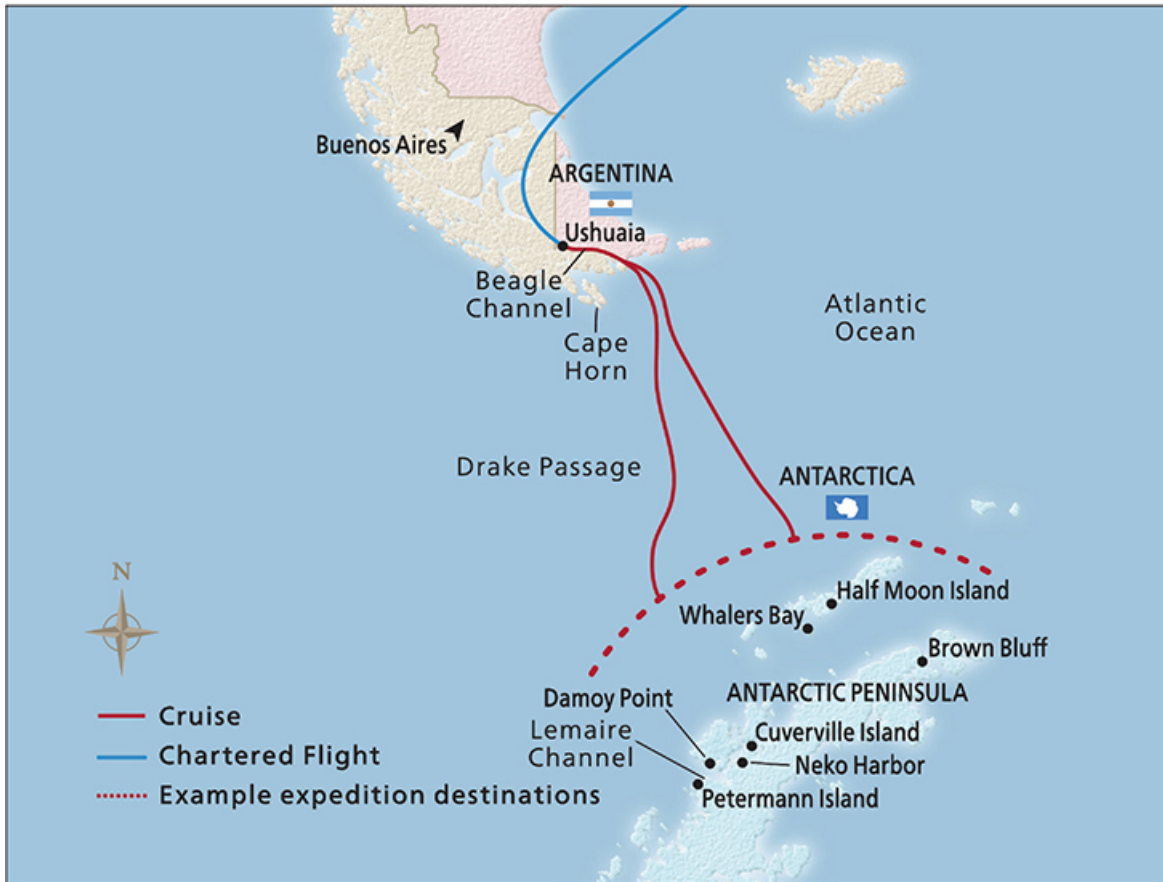 Buenos Aires
ARGENTINA
Ushuaia
Beagle
Channel
Cape
Horn
Atlantic
Ocean
Drake Passage
ANTARCTICA
N
Half Moon Island
Whalers Bay
Brown Bluff
Damoy Point
ANTARCTIC PENINSULA
Lemaire
Channel
Cuverville Island
Neko Harbor
Petermann Island
Cruise
Chartered Flight
Example expedition destinations